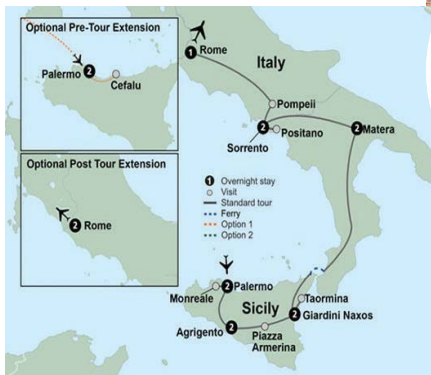 Optional Pre-Tour Extension
Palermo
2
Cefalu
Optional Post Tour Extension
2
Rome
1
Rome
Italy
Pompeii
2
Positano
Sorrento
2
Matera
1
Overnight stay
Visit
Standard tour
Ferry
Option 1
Option 2
2
Palermo
Monreale
Sicily
Taormina
2
Giardini Naxos
2
Agrigento
Piazza
Armerina